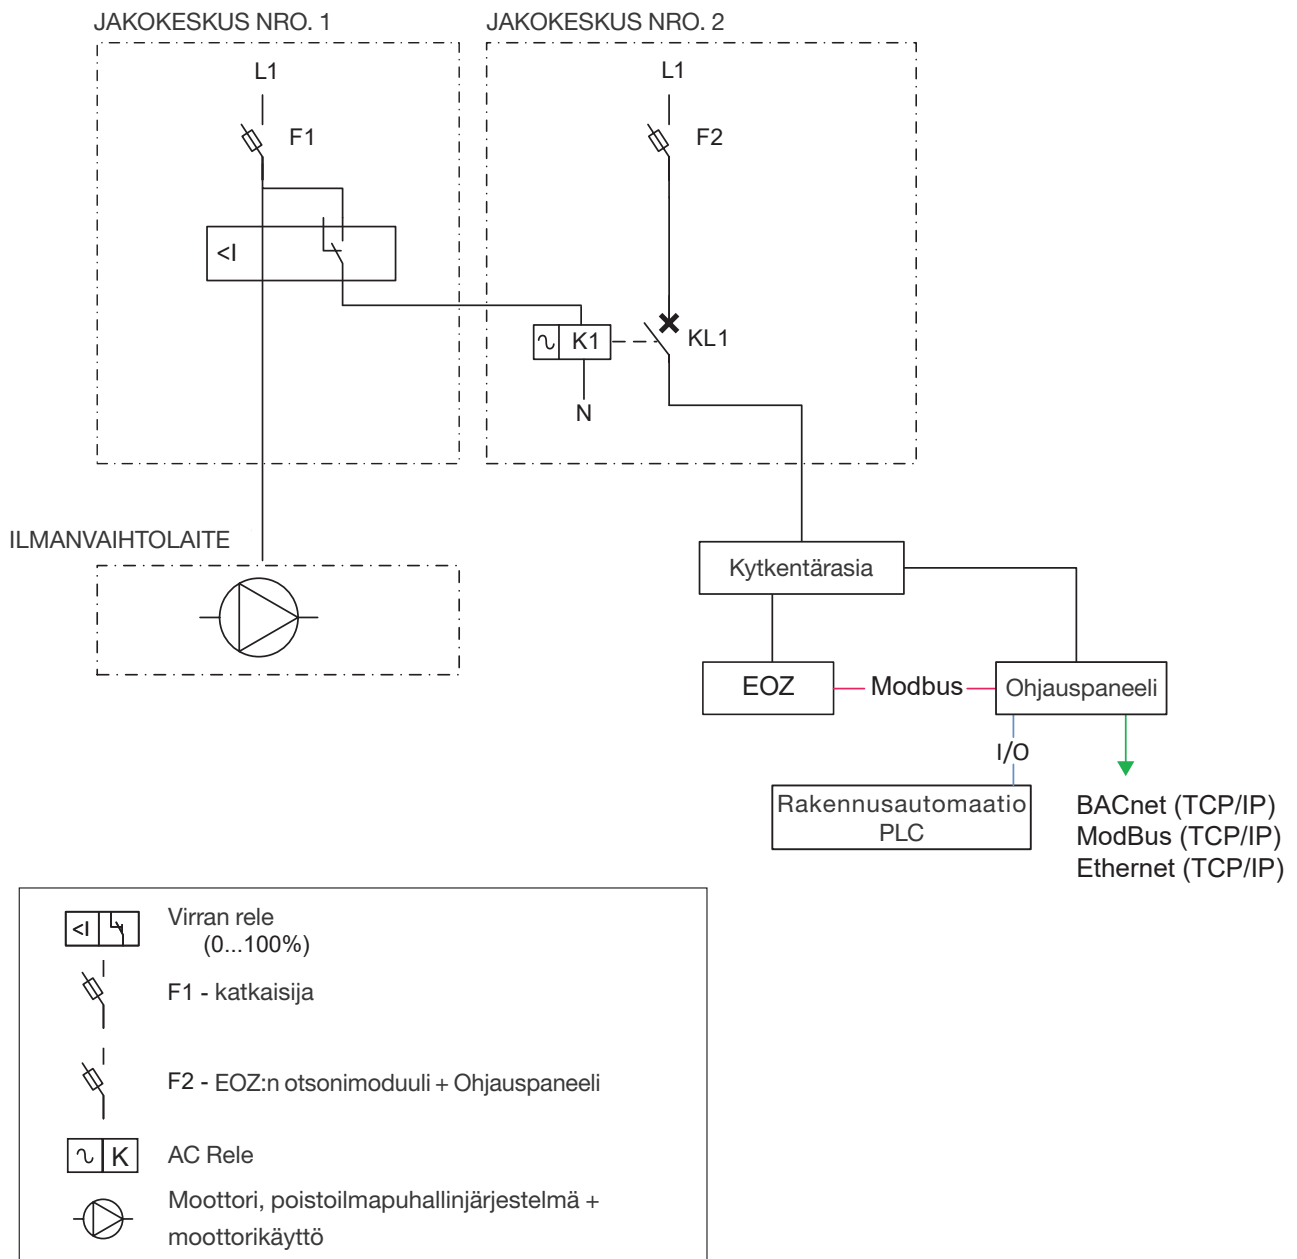 JAKOKESKUS NRO. 1
JAKOKESKUS NRO. 2
L1
L1
F1
F2
<I
K1
KL1
N
ILMANVAIHTOLAITE
Kytkentärasia
EOZ
Modbus
Ohjauspaneeli
I/O
Rakennusautomaatio
PLC
BACnet (TCP/IP)
ModBus (TCP/IP)
Ethernet (TCP/IP)
<I
Virran rele
(0...100%)
F1 - katkaisija
F2 - EOZ:n otsonimoduuli + Ohjauspaneeli
K
AC Rele
Moottori, poistoilmapuhallinjärjestelmä +
moottorikäyttö